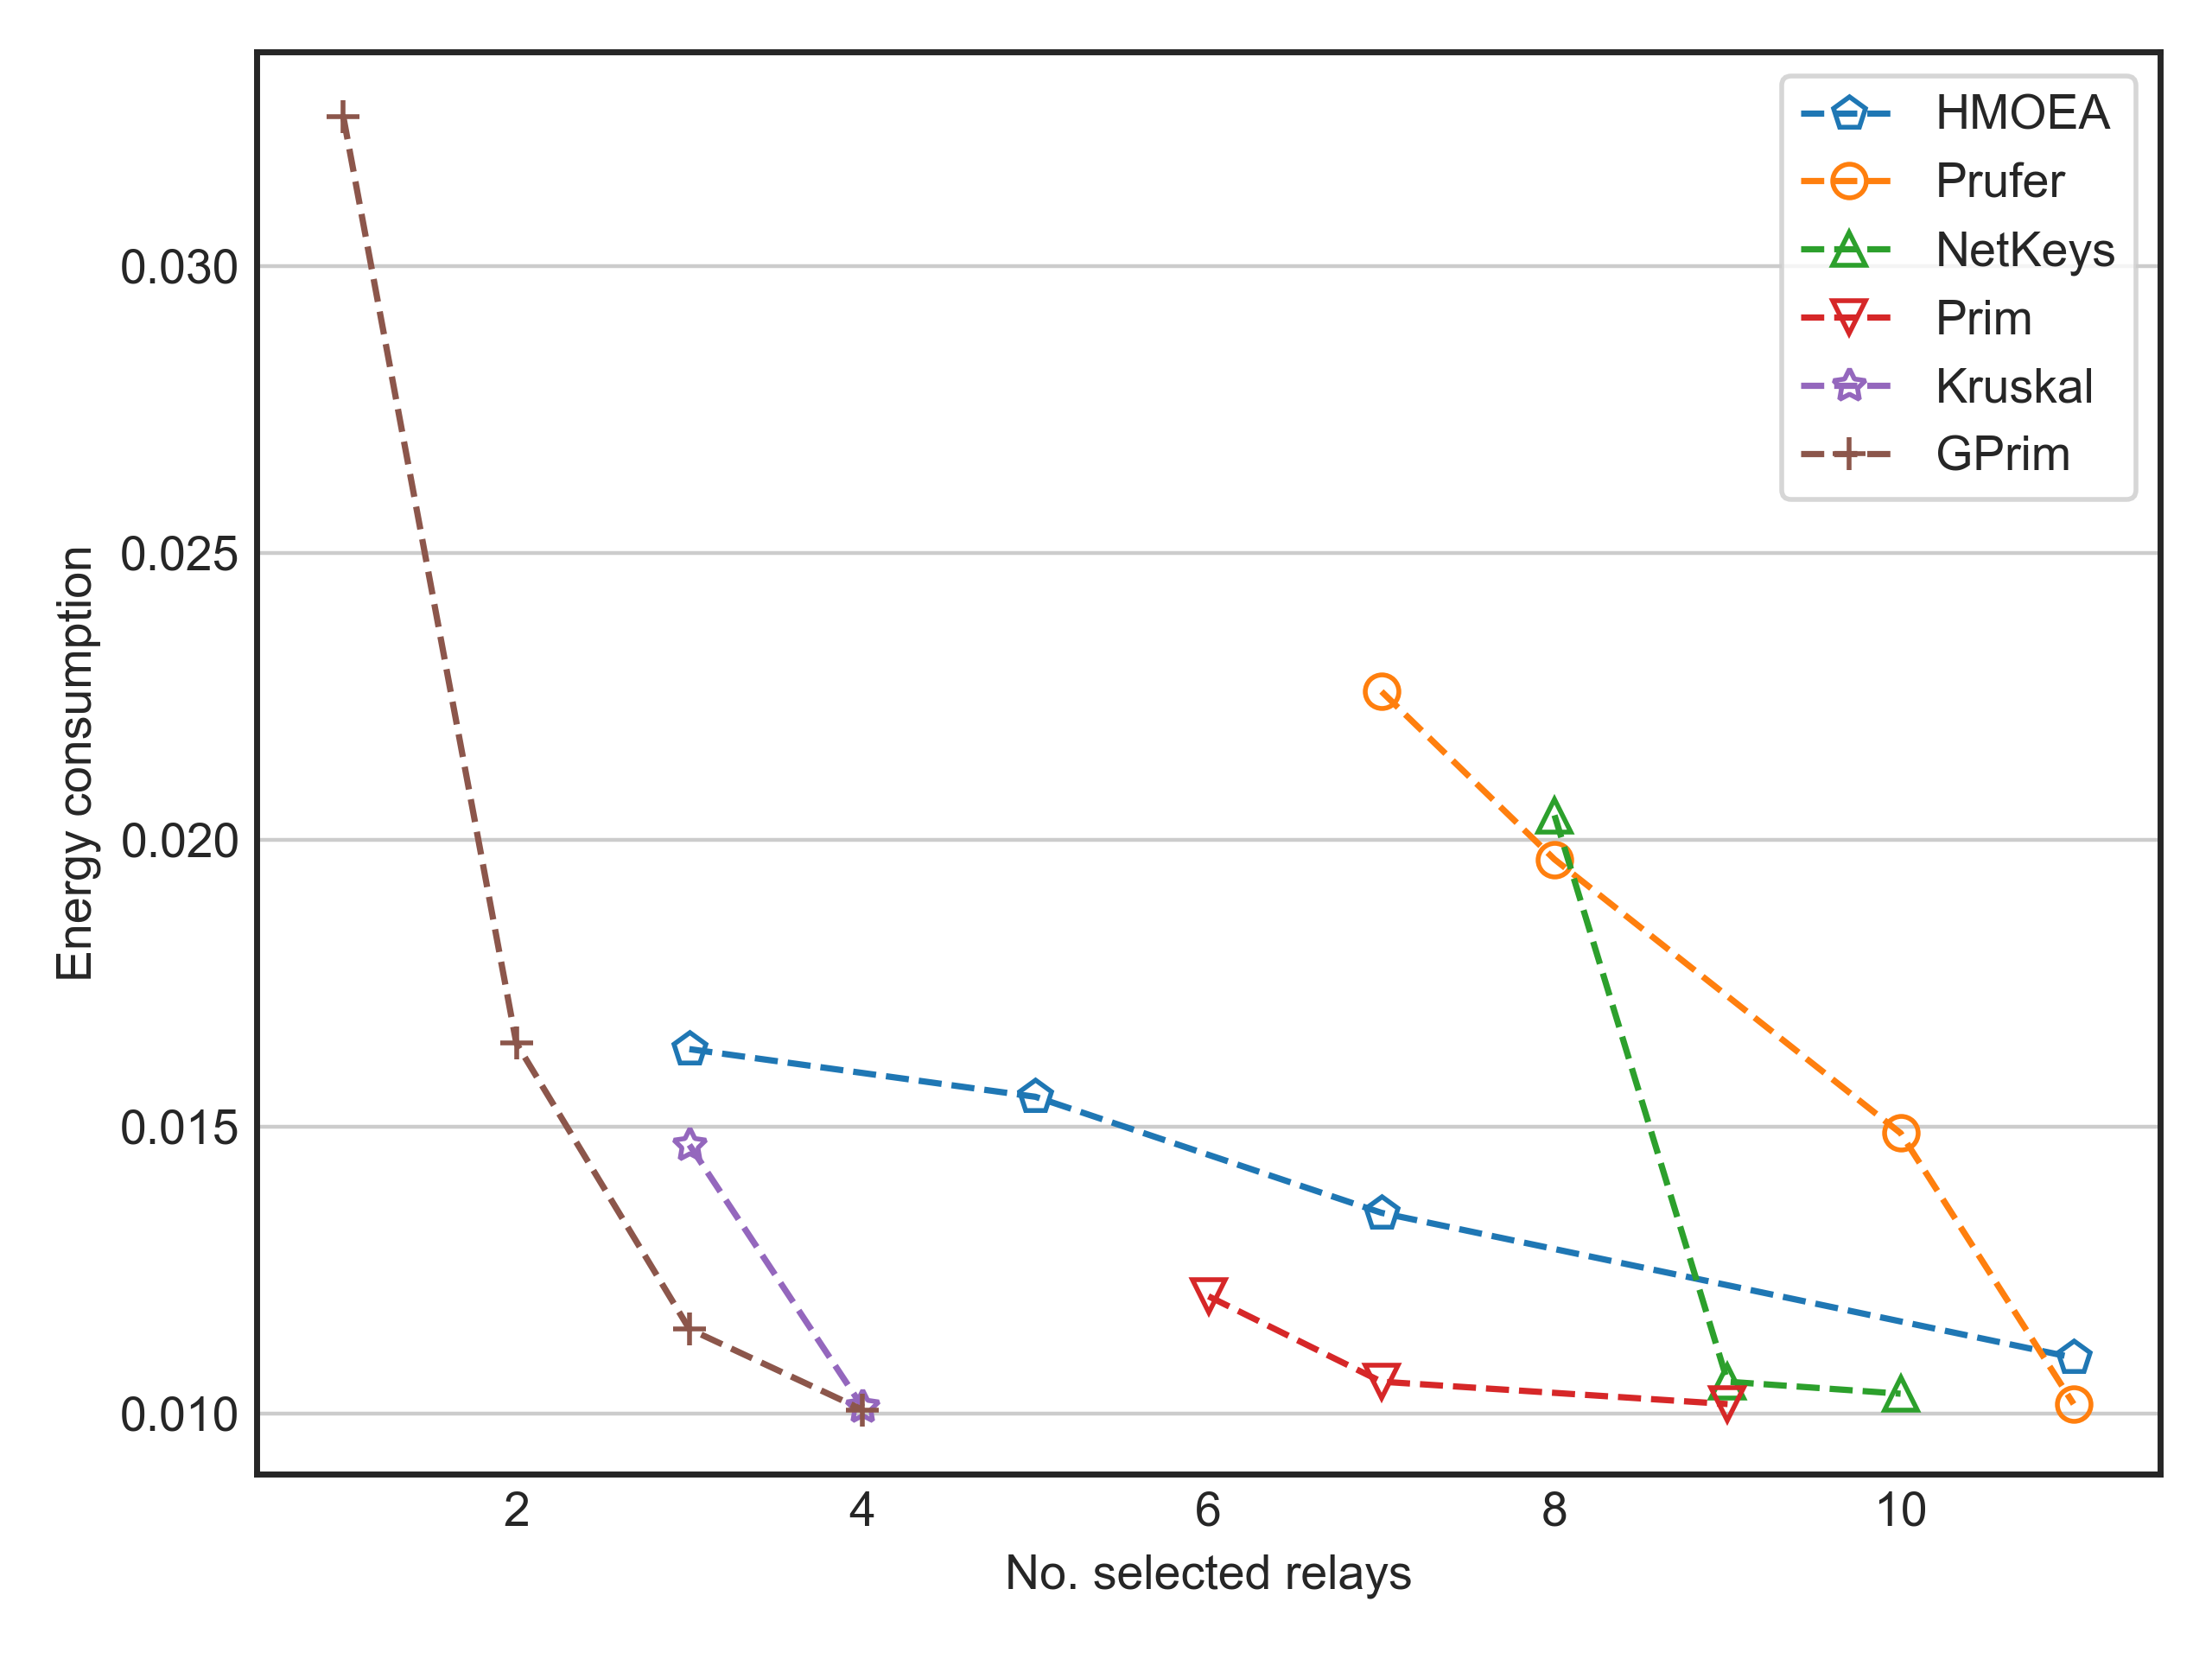 HMOEA
Prufer
NetKeys
Prim
Kruskal
GPrim
0.030
0.025
0.020
0.015
0.010
Energy consumption
2 4 6 8 10
No. selected relays